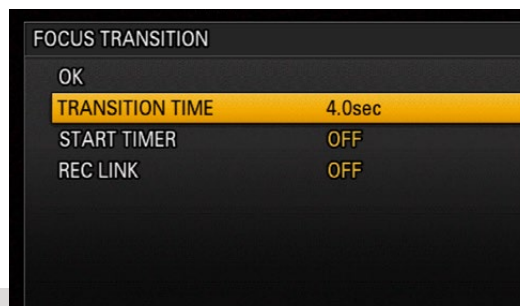 FOCUS TRANSITION
OK
TRANSITION TIME 4.0sec
START TIMER OFF
REC LINK OFF